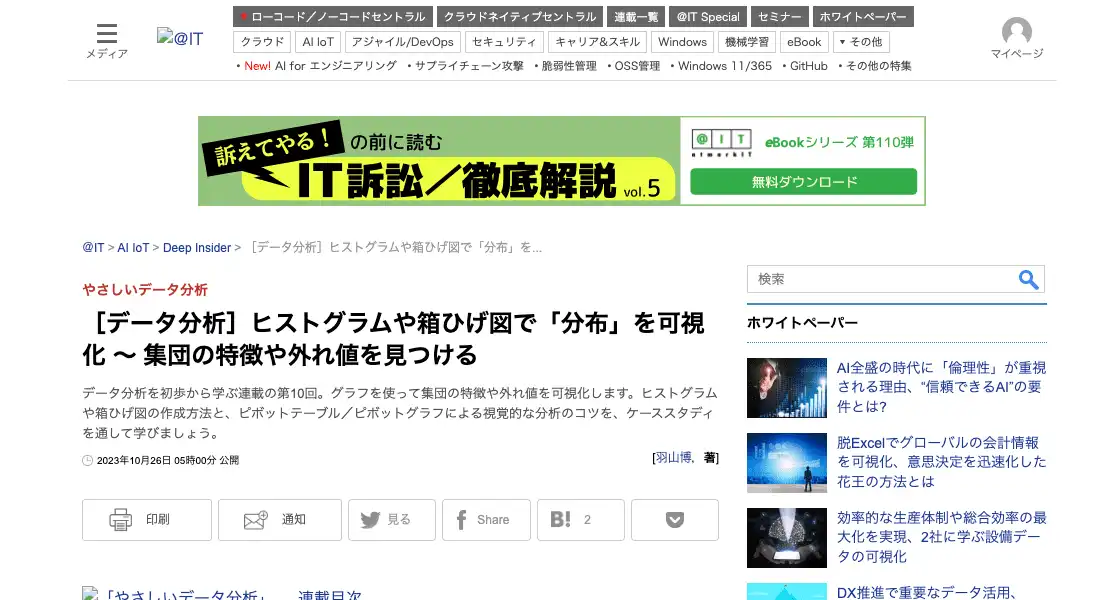 メディア
@IT
ローコード／ノーコードセントラル クラウドネイティブセントラル 連載一覧 @IT Special セミナー ホワイトペーパー
クラウド AI IoT アジャイル/DevOps セキュリティ キャリア&スキル Windows 機械学習 eBook ▼その他
・New! AI for エンジニアリング ・サプライチェーン攻撃 ・脆弱性管理 ・OSS管理 ・Windows 11/365 ・GitHub ・その他の特集
マイページ
訴えてやる！の前に読む
IT訴訟／徹底解説 vol.5
@IT
atmarkIT
eBookシリーズ 第110弾
無料ダウンロード
@IT > AI IoT > Deep Insider > ［データ分析］ヒストグラムや箱ひげ図で「分布」を...
やさしいデータ分析
［データ分析］ヒストグラムや箱ひげ図で「分布」を可視
化 ～ 集団の特徴や外れ値を見つける
データ分析を初歩から学ぶ連載の第10回。グラフを使って集団の特徴や外れ値を可視化します。ヒストグラム
や箱ひげ図の作成方法と、ピボットテーブル／ピボットグラフによる視覚的な分析のコツを、ケーススタディ
を通して学びましょう。
2023年10月26日 05時00分 公開
[羽山博，著]
印刷 通知 見る Share B! 2
「やさしいデータ分析」 連載目次
検索
ホワイトペーパー
AI全盛の時代に「倫理性」が重視
される理由、“信頼できるAI”の要
件とは?
脱Excelでグローバルの会計情報
を可視化、意思決定を迅速化した
花王の方法とは
効率的な生産体制や総合効率の最
大化を実現、2社に学ぶ設備デー
タの可視化
DX推進で重要なデータ活用、